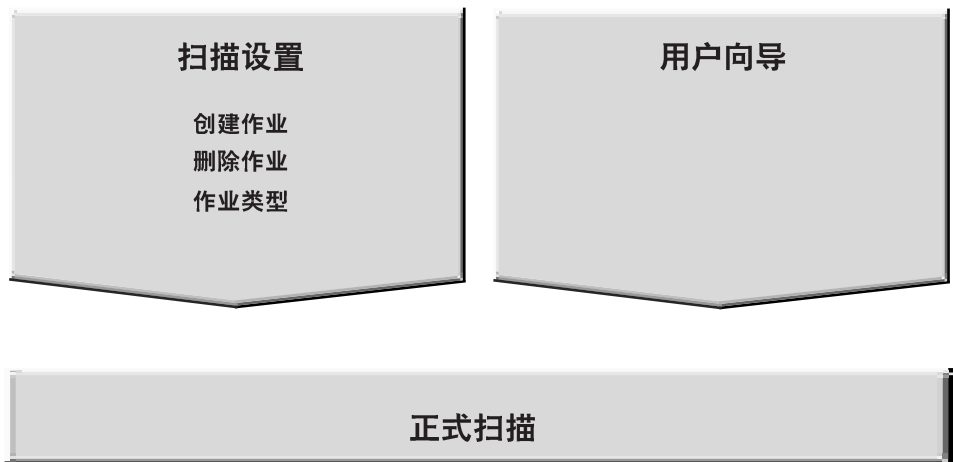 扫描设置
创建作业
删除作业
作业类型
用户向导
正式扫描